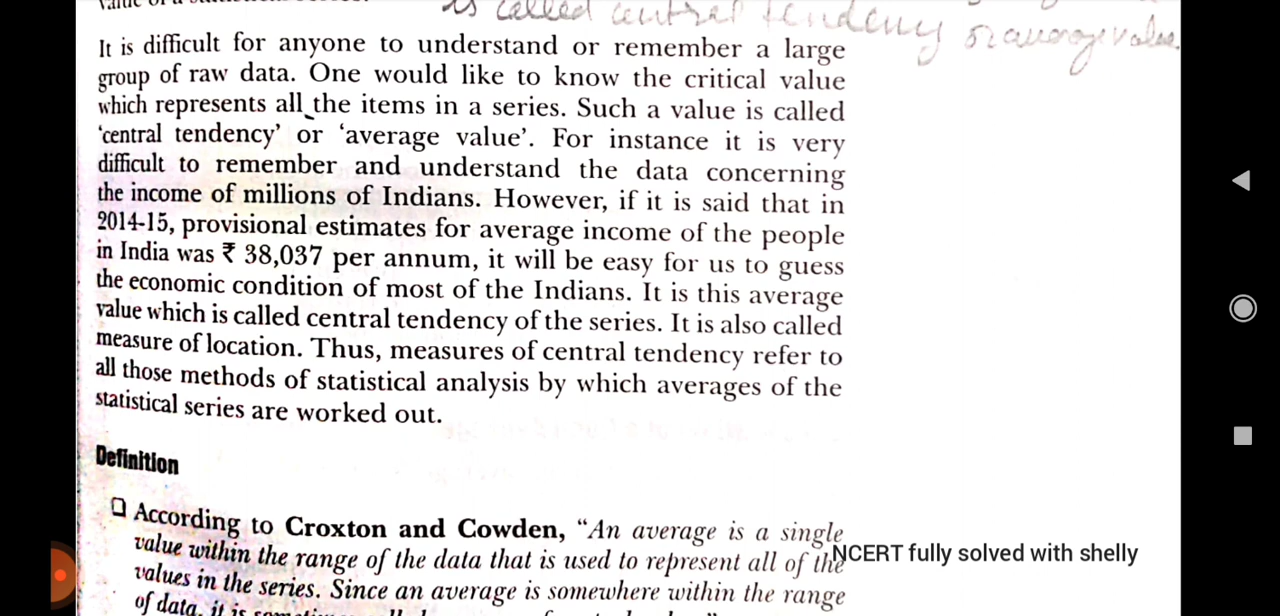 is called central tendency or average value.
It is difficult for anyone to understand or remember a large
group of raw data. One would like to know the critical value
which represents all the items in a series. Such a value is called
‘central tendency’ or ‘average value’. For instance it is very
difficult to remember and understand the data concerning
the income of millions of Indians. However, if it is said that in
2014-15, provisional estimates for average income of the people
in India was ₹ 38,037 per annum, it will be easy for us to guess
the economic condition of most of the Indians. It is this average
value which is called central tendency of the series. It is also called
measure of location. Thus, measures of central tendency refer to
all those methods of statistical analysis by which averages of the
statistical series are worked out.
Definition
According to Croxton and Cowden, “An average is a single
value within the range of the data that is used to represent all of the
values in the series. Since an average is somewhere within the range
of data, it is
NCERT fully solved with shelly